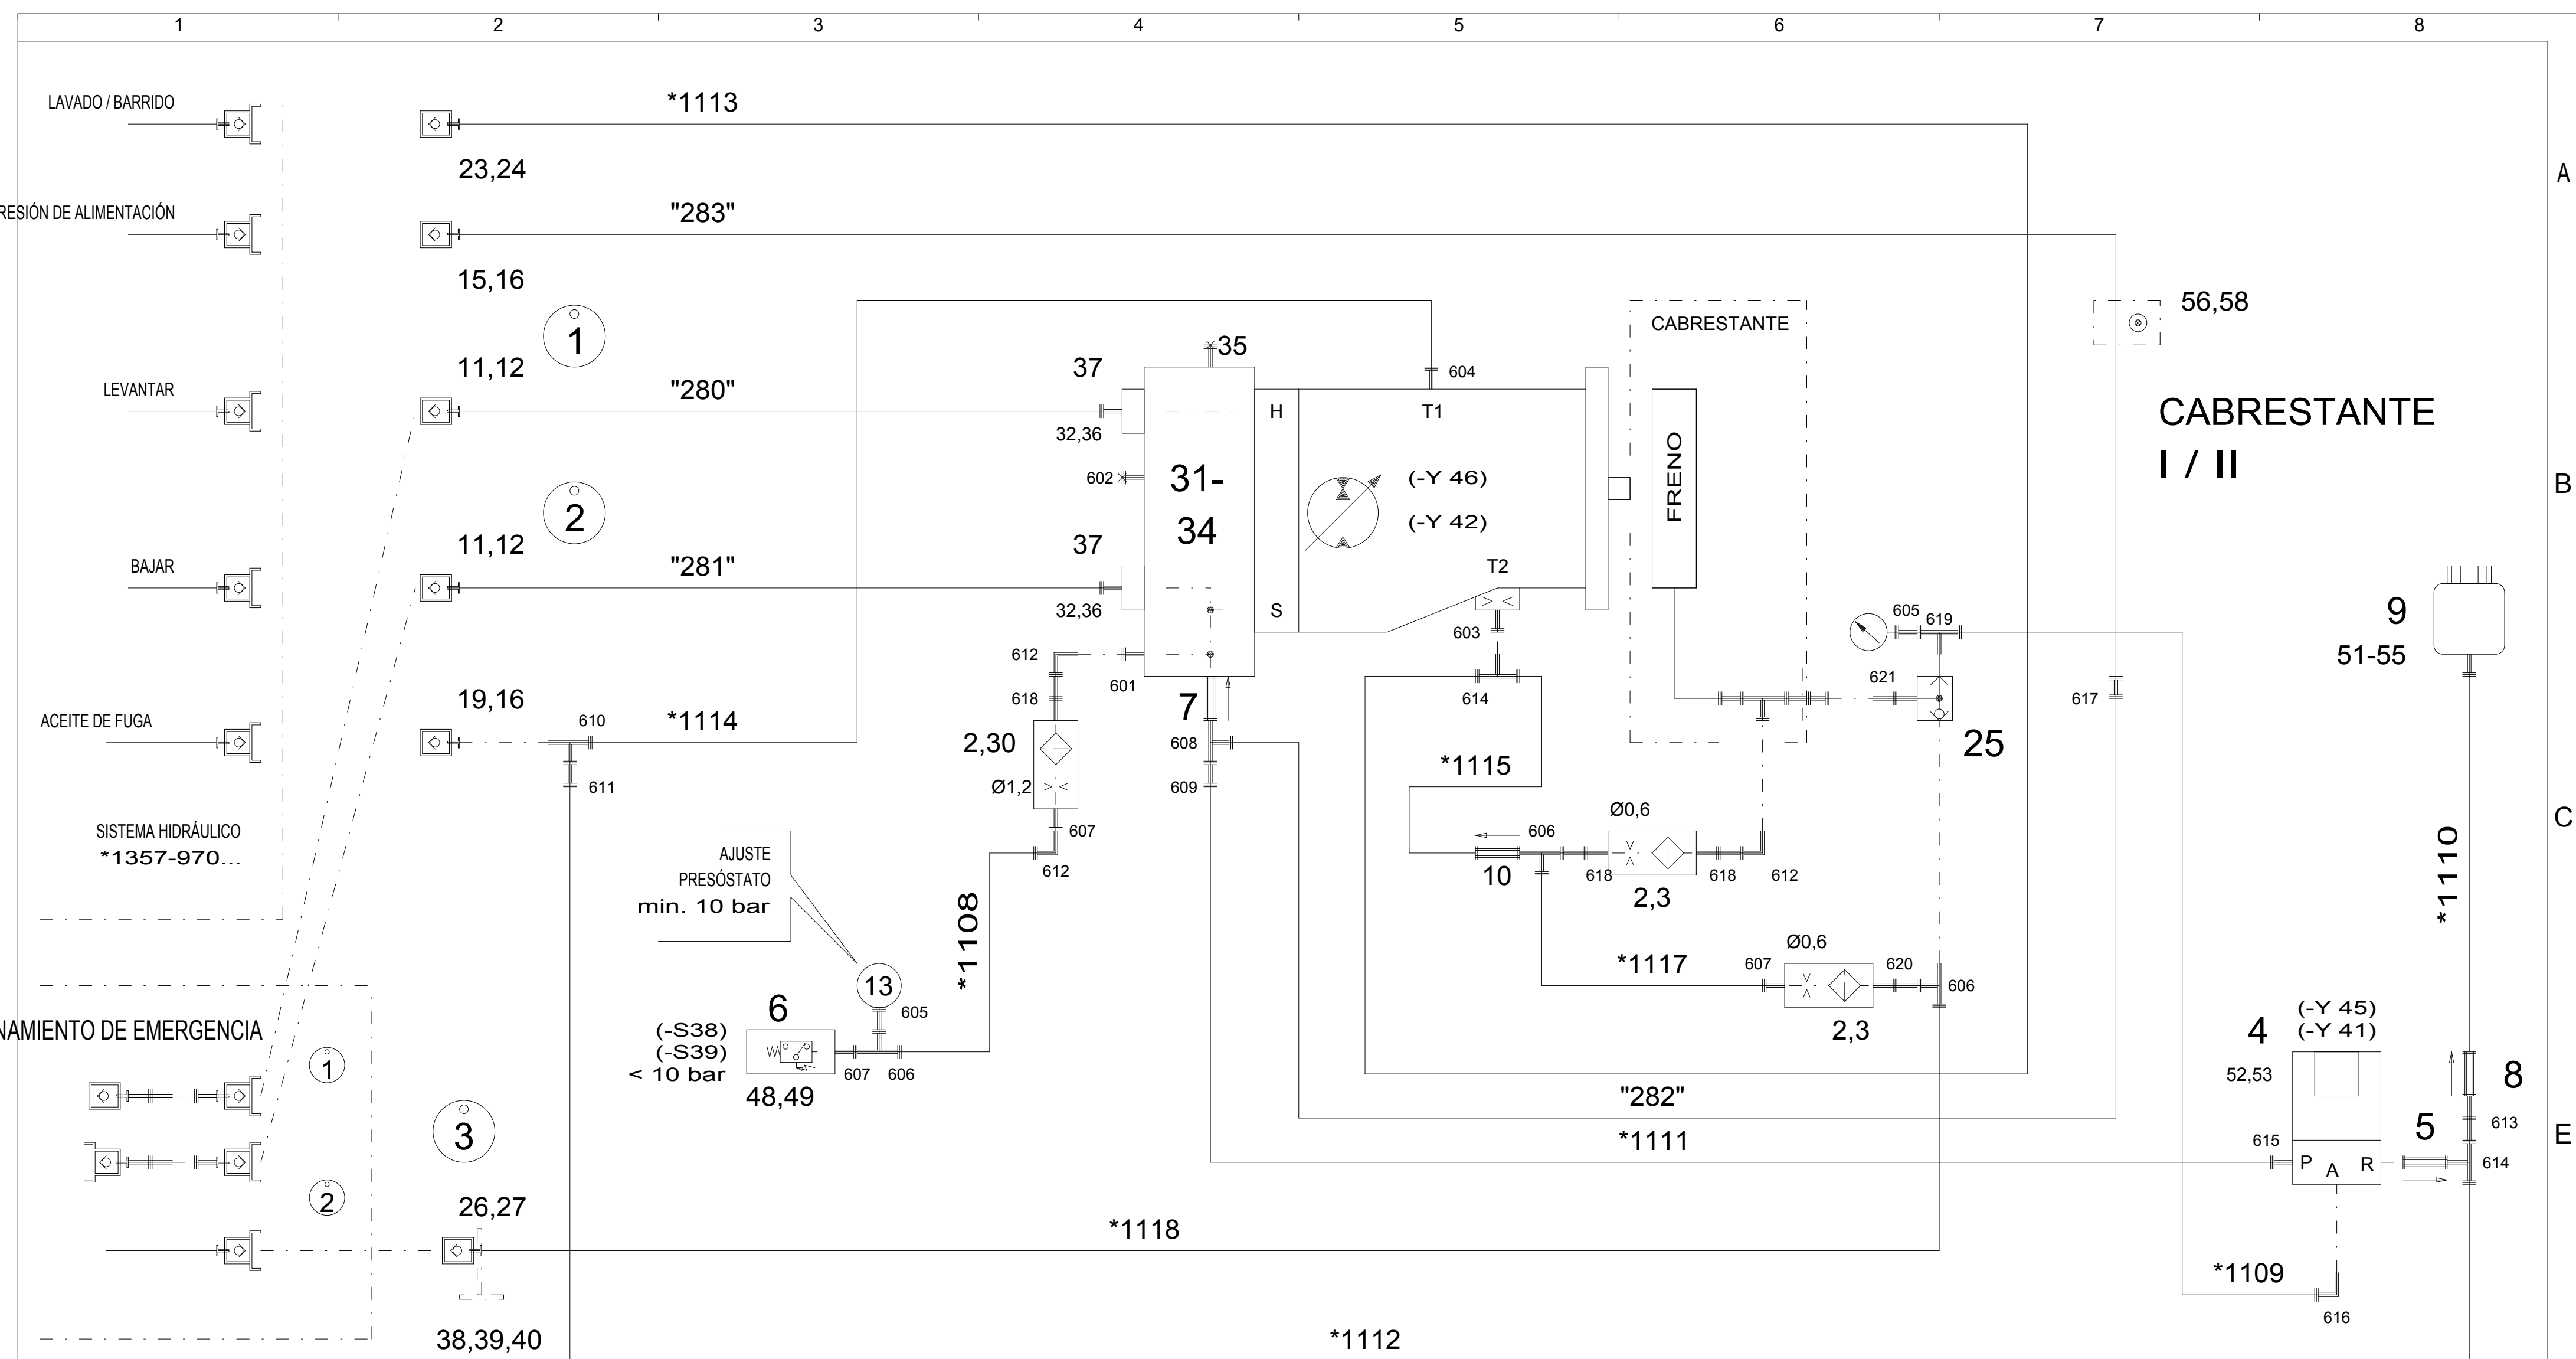 1 2 3 4 5 6 7 8
LAVADO / BARRIDO
*1113
23,24
A
RESIÓN DE ALIMENTACIÓN
"283"
15,16
1
CABRESTANTE
56,58
35
37
604
11,12
LEVANTAR
"280"
H
T1
CABRESTANTE
I / II
32,36
FRENO
602
31-
34
(-Y 46)
(-Y 42)
B
2
11,12
37
BAJAR
"281"
T2
32,36
S
603
605
619
9
51-55
612
601
618
614
621
617
7
19,16
ACEITE DE FUGA
610
*1114
2,30
608
25
611
Ø1,2
609
*1115
SISTEMA HIDRÁULICO
*1357-970...
607
612
Ø0,6
606
10
618
618
612
2,3
C
AJUSTE
PRESÓSTATO
min. 10 bar
*1108
*1110
Ø0,6
*1117
607
620
606
2,3
13
605
6
NAMIENTO DE EMERGENCIA
(-S38)
(-S39)
< 10 bar
607
606
48,49
(-Y 45)
(-Y 41)
4
52,53
8
1
"282"
613
3
*1111
5
615
P
A
R
614
E
2
26,27
*1118
*1109
616
38,39,40
*1112